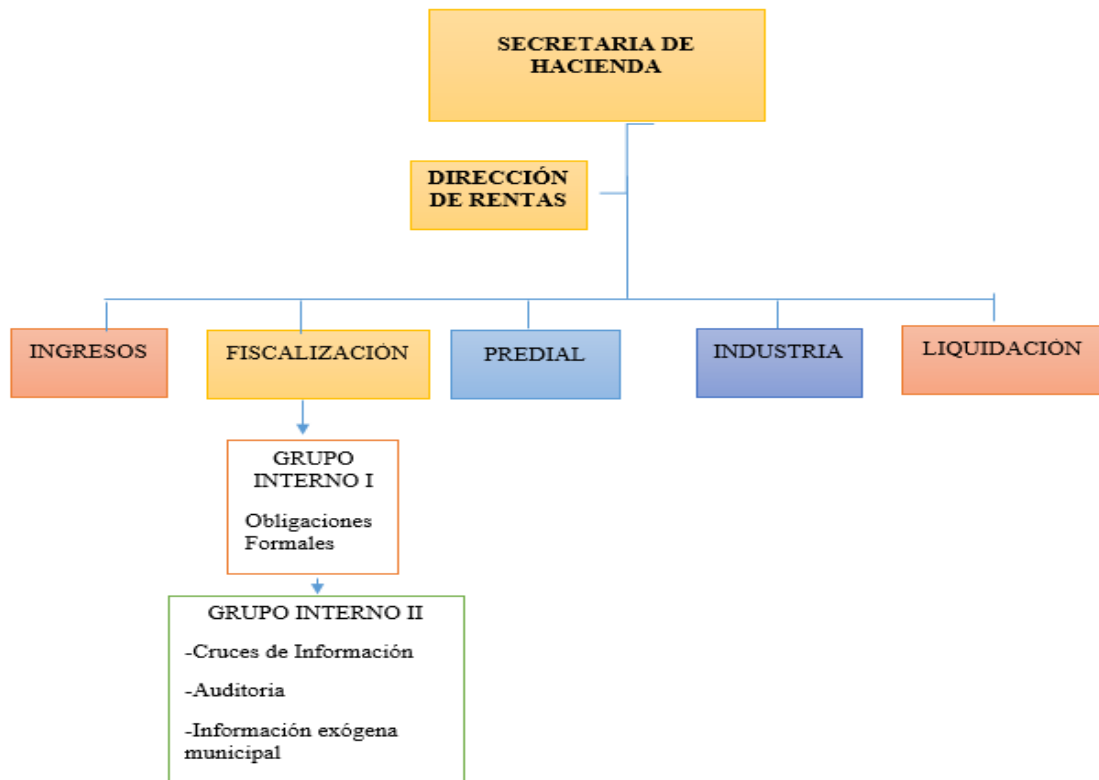 SECRETARIA DE
HACIENDA
DIRECCIÓN
DE RENTAS
INGRESOS
FISCALIZACIÓN
PREDIAL
INDUSTRIA
LIQUIDACIÓN
GRUPO
INTERNO I
Obligaciones
Formales
GRUPO INTERNO II
-Cruces de Información
-Auditoria
-Información exógena
municipal